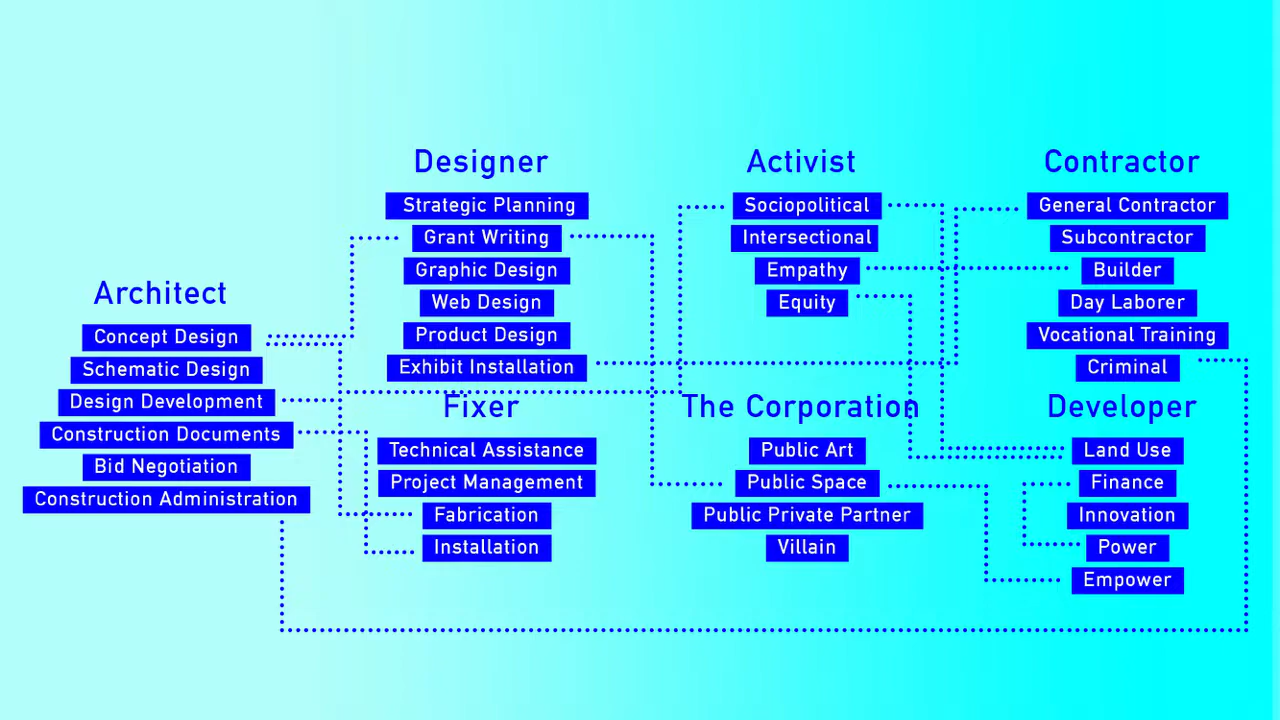 Architect
Concept Design
Schematic Design
Design Development
Construction Documents
Bid Negotiation
Construction Administration
Designer
Strategic Planning
Grant Writing
Graphic Design
Web Design
Product Design
Exhibit Installation
Fixer
Technical Assistance
Project Management
Fabrication
Installation
Activist
Sociopolitical
Intersectional
Empathy
Equity
The Corporation
Public Art
Public Space
Public Private Partner
Villain
Contractor
General Contractor
Subcontractor
Builder
Day Laborer
Vocational Training
Criminal
Developer
Land Use
Finance
Innovation
Power
Empower